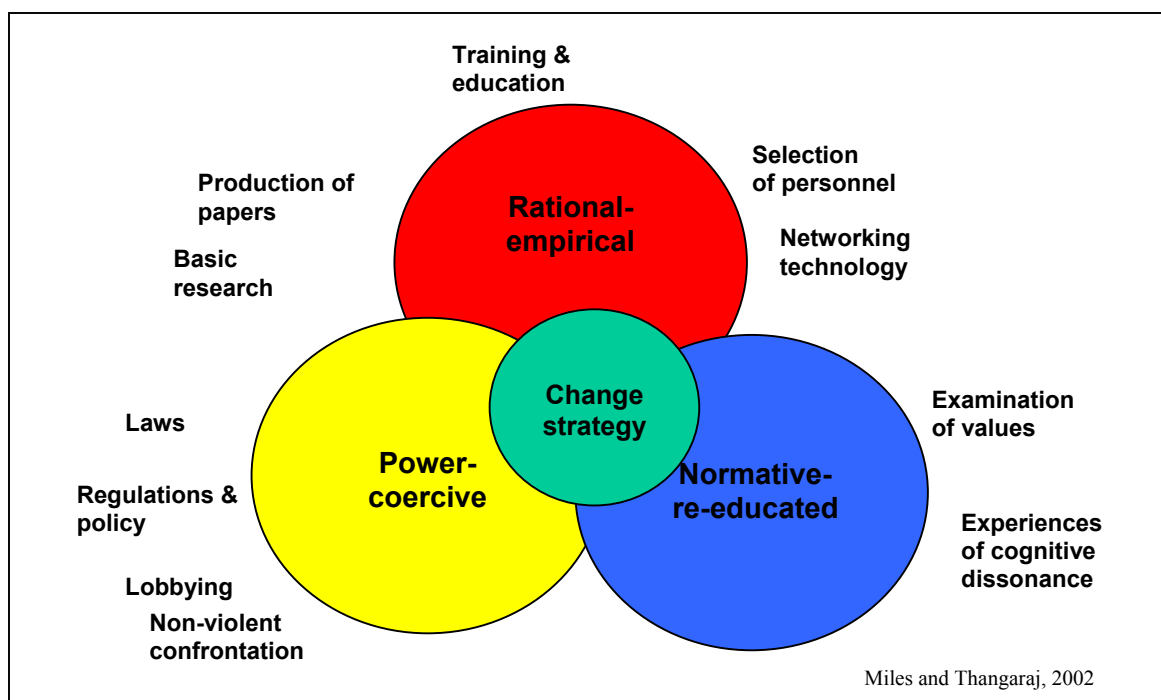 Training &
education
Selection
of personnel
Production of
papers
Rational-
empirical
Networking
technology
Basic
research
Change
strategy
Examination
of values
Laws
Power-
coercive
Normative-
re-educated
Regulations &
policy
Experiences
of cognitive
dissonance
Lobbying
Non-violent
confrontation
Miles and Thangaraj, 2002